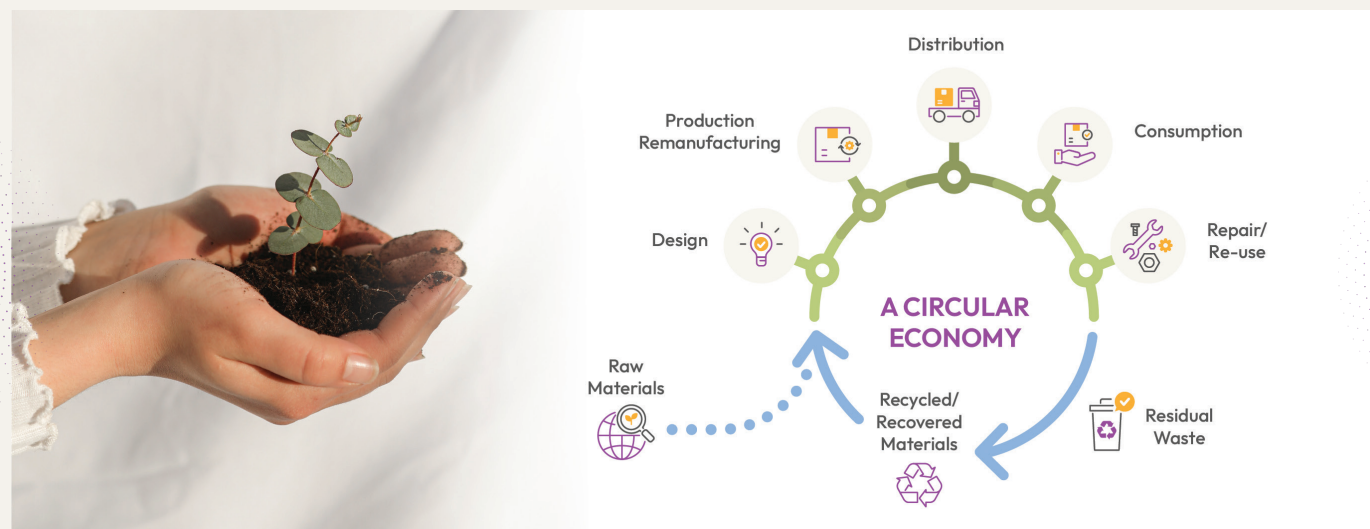 Distribution
Production
Remanufacturing
Consumption
Design
Repair/
Re-use
A CIRCULAR
ECONOMY
Raw
Materials
Recycled/
Recovered
Materials
Residual
Waste